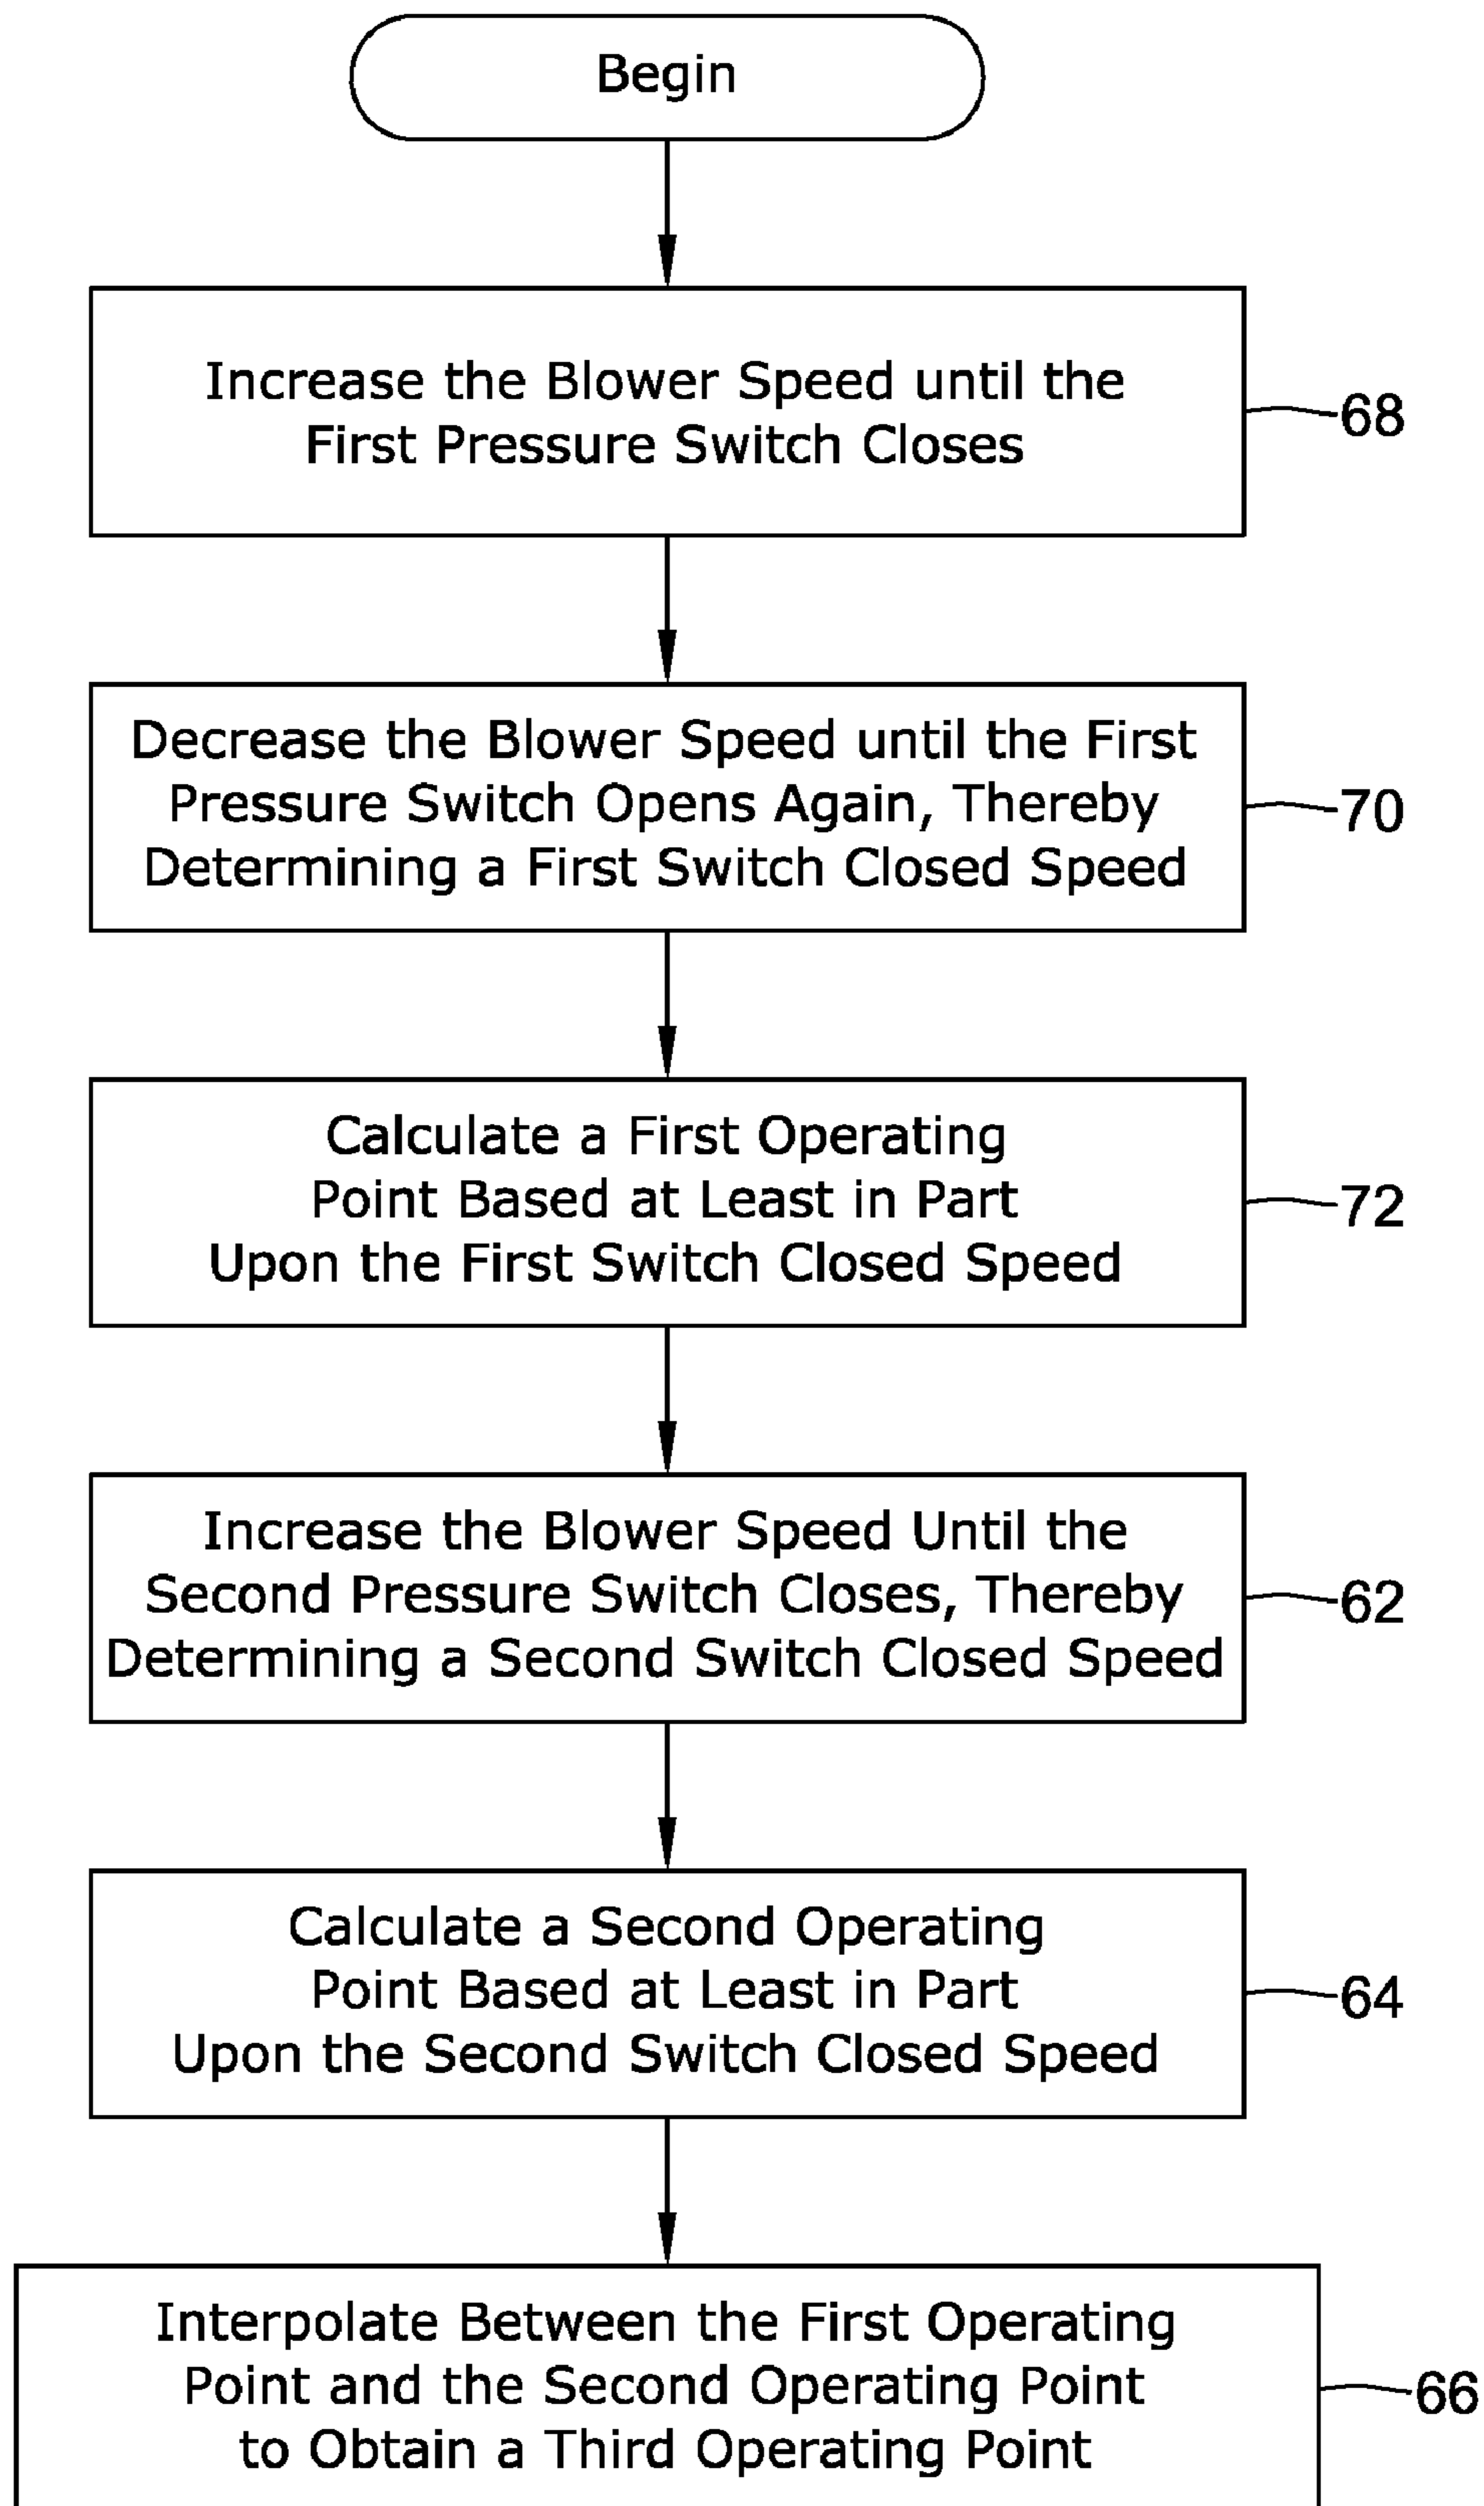 Begin
Increase the Blower Speed until the
First Pressure Switch Closes
68
Decrease the Blower Speed until the First
Pressure Switch Opens Again, Thereby
Determining a First Switch Closed Speed
70
Calculate a First Operating
Point Based at Least in Part
Upon the First Switch Closed Speed
72
Increase the Blower Speed Until the
Second Pressure Switch Closes, Thereby
Determining a Second Switch Closed Speed
62
Calculate a Second Operating
Point Based at Least in Part
Upon the Second Switch Closed Speed
64
Interpolate Between the First Operating
Point and the Second Operating Point
to Obtain a Third Operating Point
66